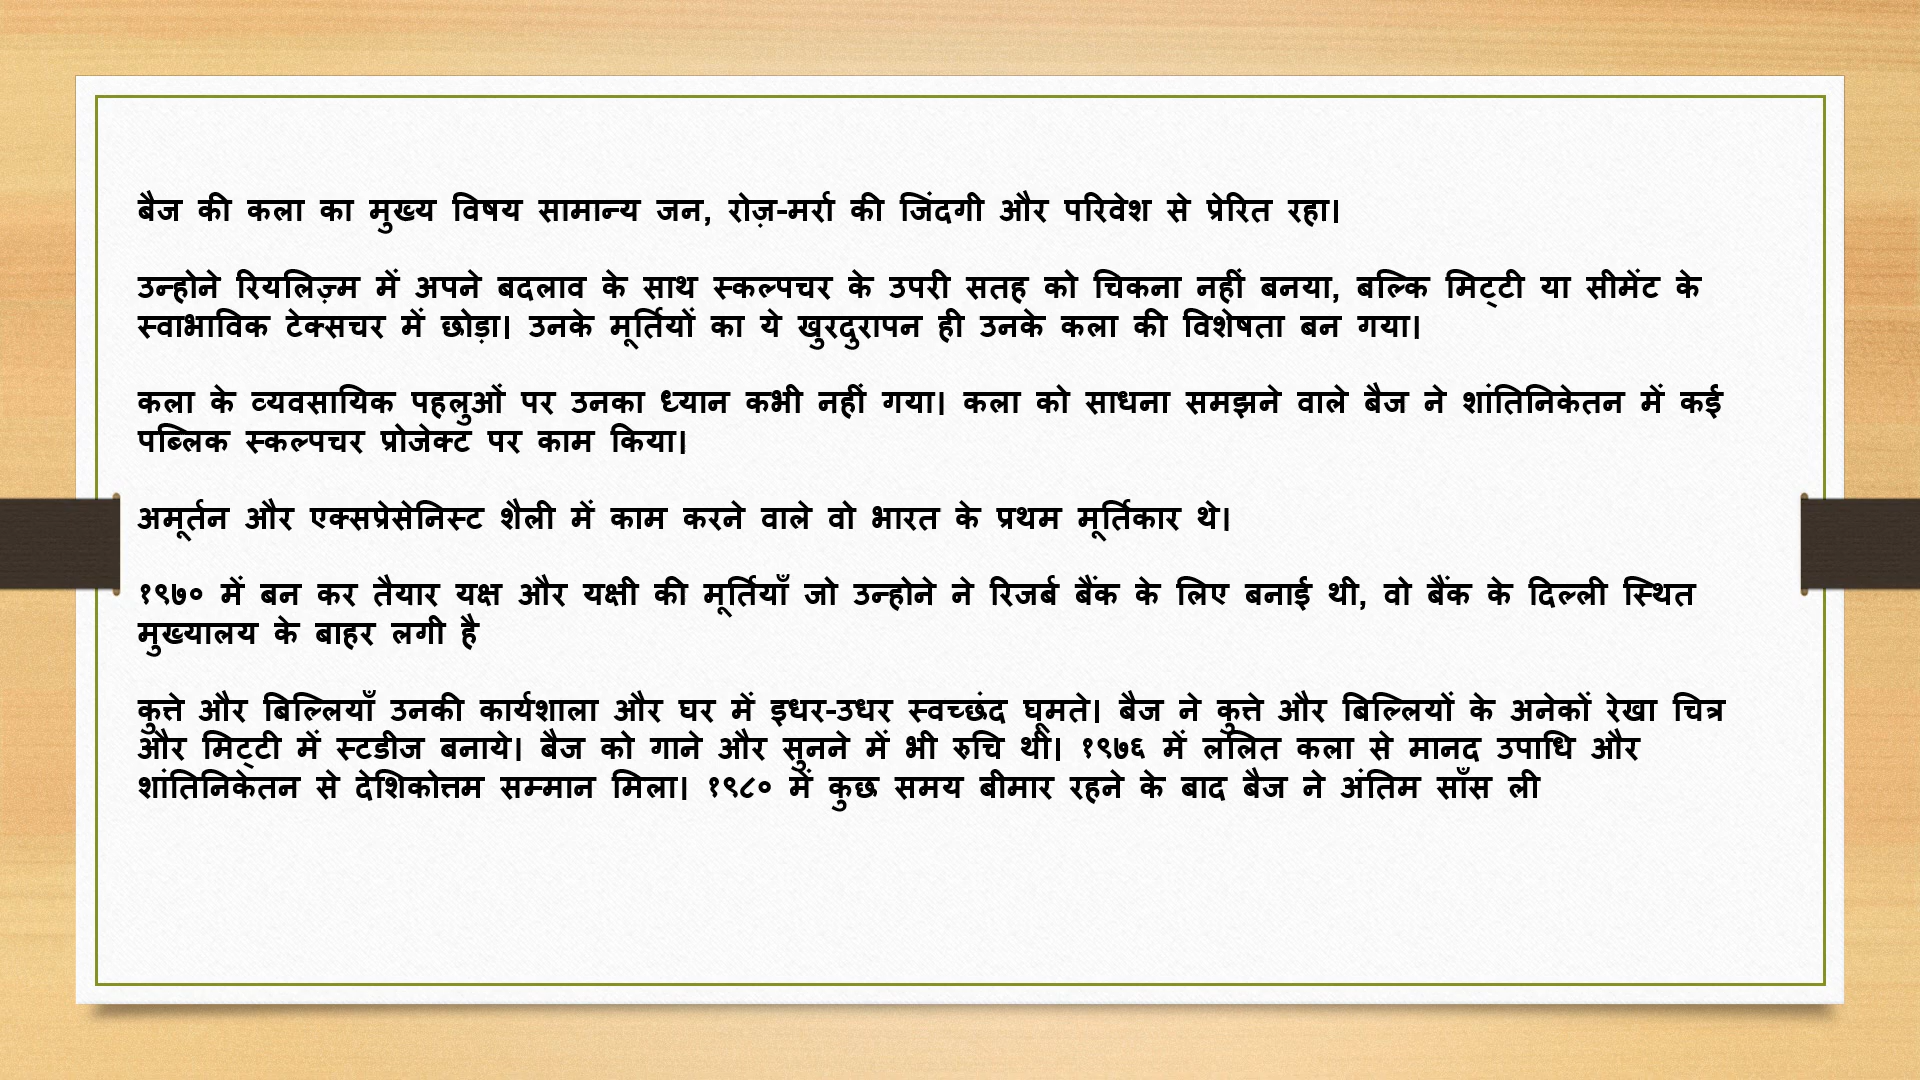 बैज की कला का मुख्य विषय सामान्य जन, रोज़-मर्रा की जिंदगी और परिवेश से प्रेरित रहा।
उन्होने रियलिज़्म में अपने बदलाव के साथ स्कल्पचर के उपरी सतह को चिकना नहीं बनया, बल्कि मिट्टी या सीमेंट के
स्वाभाविक टेक्सचर में छोड़ा। उनके मूर्तियों का ये खुरदुरापन ही उनके कला की विशेषता बन गया।
कला के व्यवसायिक पहलुओं पर उनका ध्यान कभी नहीं गया। कला को साधना समझने वाले बैज ने शांतिनिकेतन में कई
पब्लिक स्कल्पचर प्रोजेक्ट पर काम किया।
अमूर्तन और एक्सप्रेसेनिस्ट शैली में काम करने वाले वो भारत के प्रथम मूर्तिकार थे।
१९७० में बन कर तैयार यक्ष और यक्षी की मूर्तियाँ जो उन्होने ने रिजर्ब बैंक के लिए बनाई थी, वो बैंक के दिल्ली स्थित
मुख्यालय के बाहर लगी है
कुत्ते और बिल्लियाँ उनकी कार्यशाला और घर में इधर-उधर स्वच्छंद घूमते। बैज ने कुत्ते और बिल्लियों के अनेकों रेखा चित्र
और मिट्टी में स्टडीज बनाये। बैज को गाने और सुनने में भी रुचि थी। १९७६ में ललित कला से मानद उपाधि और
शांतिनिकेतन से देशिकोत्तम सम्मान मिला। १९८० में कुछ समय बीमार रहने के बाद बैज ने अंतिम साँस ली